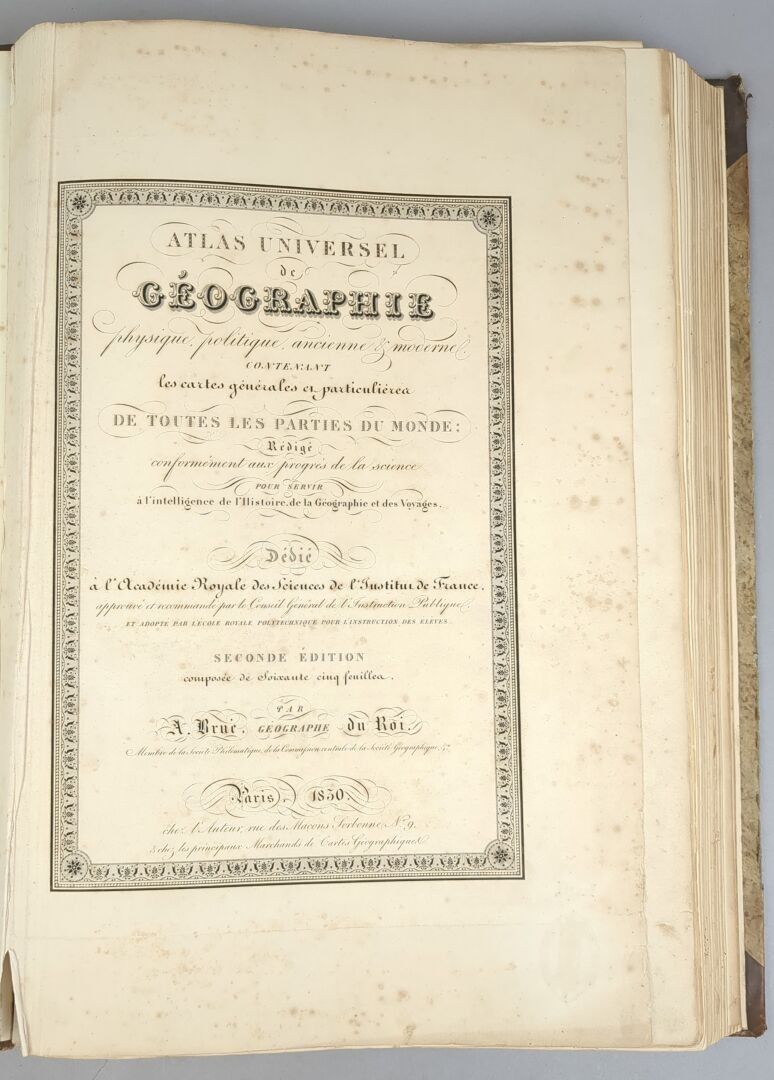 ATLAS UNIVERSEL
de
GÉOGRAPHIE
physique, politique, ancienne & moderne,
CONTENANT
les cartes générales et particulières
DE TOUTES LES PARTIES DU MONDE:
Rédigé
conformément aux progrès de la science
POUR SERVIR
à l'intelligence de l'Histoire, de la Géographie et des Voyages.
Dédié
à l'Académie Royale des Sciences de l'Institut de France.
approuvé et recommandé par le Conseil Général de l'Instruction Publique,
ET ADOPTÉ PAR L'ECOLE ROYALE POLYTECHNIQUE POUR L'INSTRUCTION DES ELEVES.
SECONDE ÉDITION
composée de Soixante cinq feuilles.
PAR
A. Brué, GÉOGRAPHE du Roi,
Membre de la Société Philomatique, de la Commission centrale de la Société Géographique, &c.
Paris, 1830.
chez l'Auteur, rue des Maçons Sorbonne, No. 9.
& chez les principaux Marchands de Cartes Géographiques.